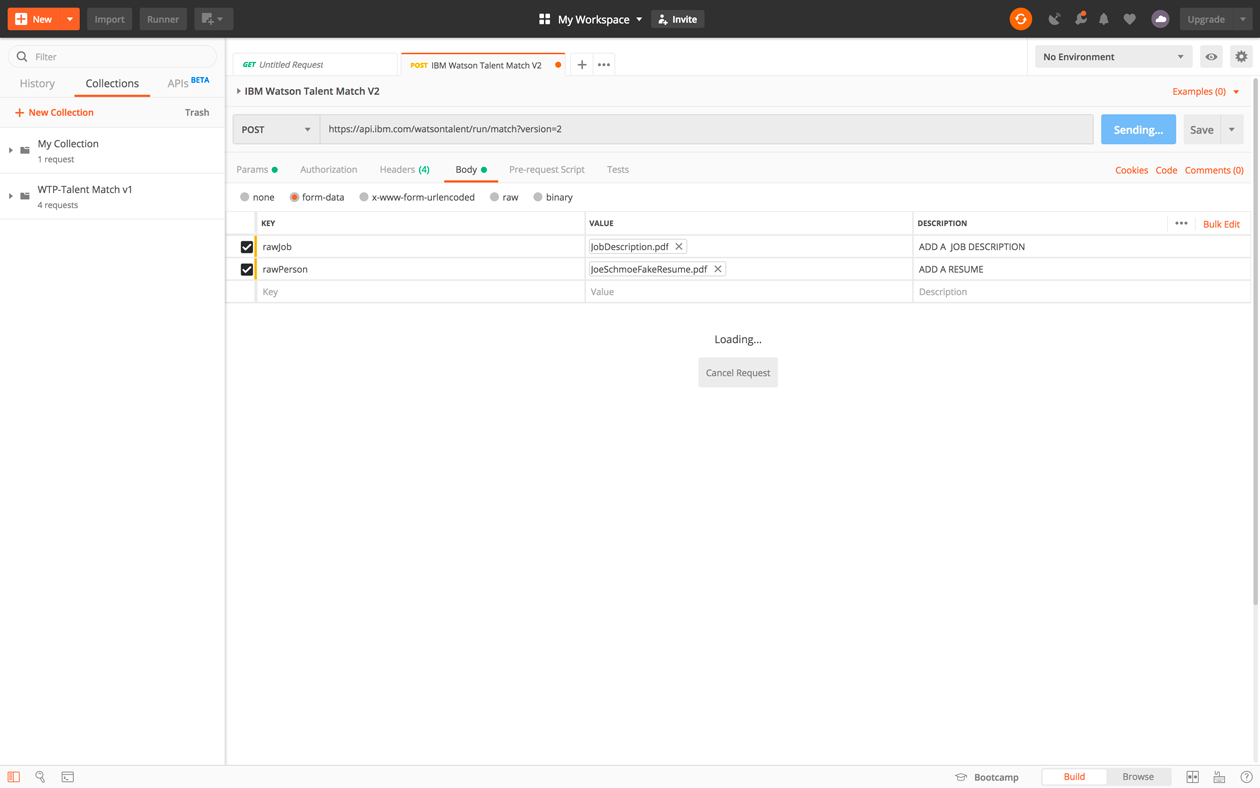 New
Import
Runner
My Workspace
Invite
Upgrade
Filter
History
Collections
APIs BETA
New Collection
Trash
My Collection
1 request
WTP-Talent Match v1
4 requests
GET Untitled Request
POST IBM Watson Talent Match V2
No Environment
IBM Watson Talent Match V2
Examples (0)
POST
https://api.ibm.com/watsontalent/run/match?version=2
Sending...
Save
Params
Authorization
Headers (4)
Body
Pre-request Script
Tests
Cookies
Code
Comments (0)
none
form-data
x-www-form-urlencoded
raw
binary
KEY
VALUE
DESCRIPTION
Bulk Edit
rawJob
JobDescription.pdf
ADD A JOB DESCRIPTION
rawPerson
JoeSchmoeFakeResume.pdf
ADD A RESUME
Key
Value
Description
Loading...
Cancel Request
Bootcamp
Build
Browse